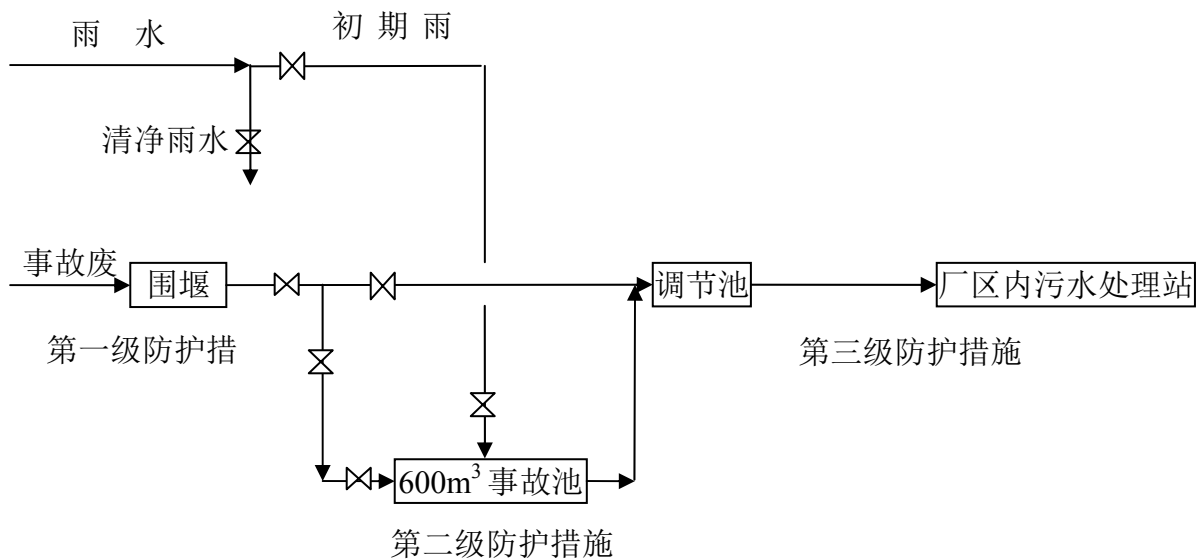 雨 水
初 期 雨
清净雨水
事故废
围堰
调节池
厂区内污水处理站
第一级防护措
第三级防护措施
600m³ 事故池
第二级防护措施